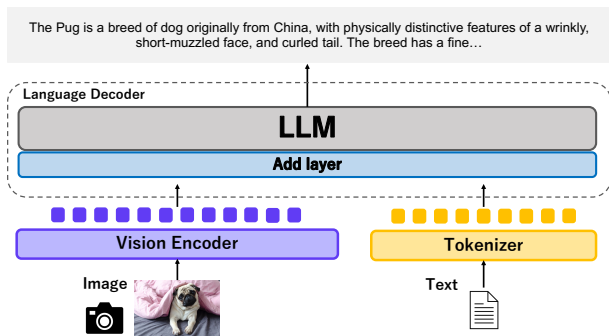 The Pug is a breed of dog originally from China, with physically distinctive features of a wrinkly,
short-muzzled face, and curled tail. The breed has a fine…
Language Decoder
LLM
Add layer
Vision Encoder
Tokenizer
Image
Text